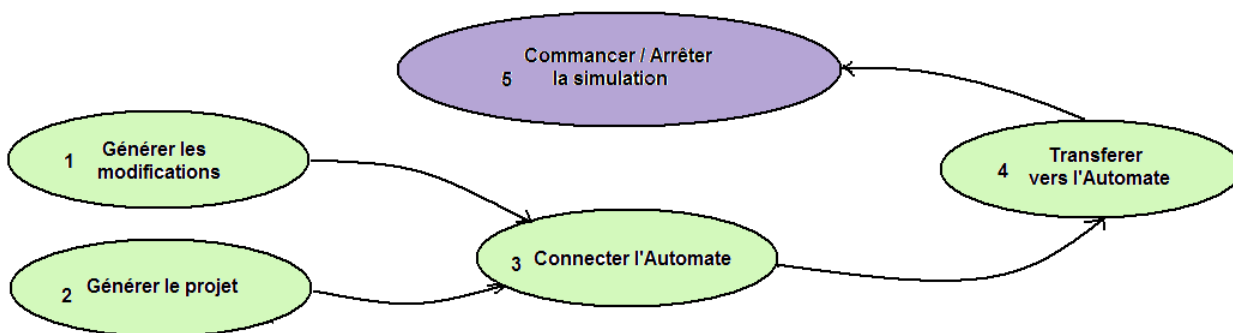 1 Générer les
modifications
2 Générer le projet
3 Connecter l'Automate
4 Transferer
vers l'Automate
5 Commancer / Arrêter
la simulation